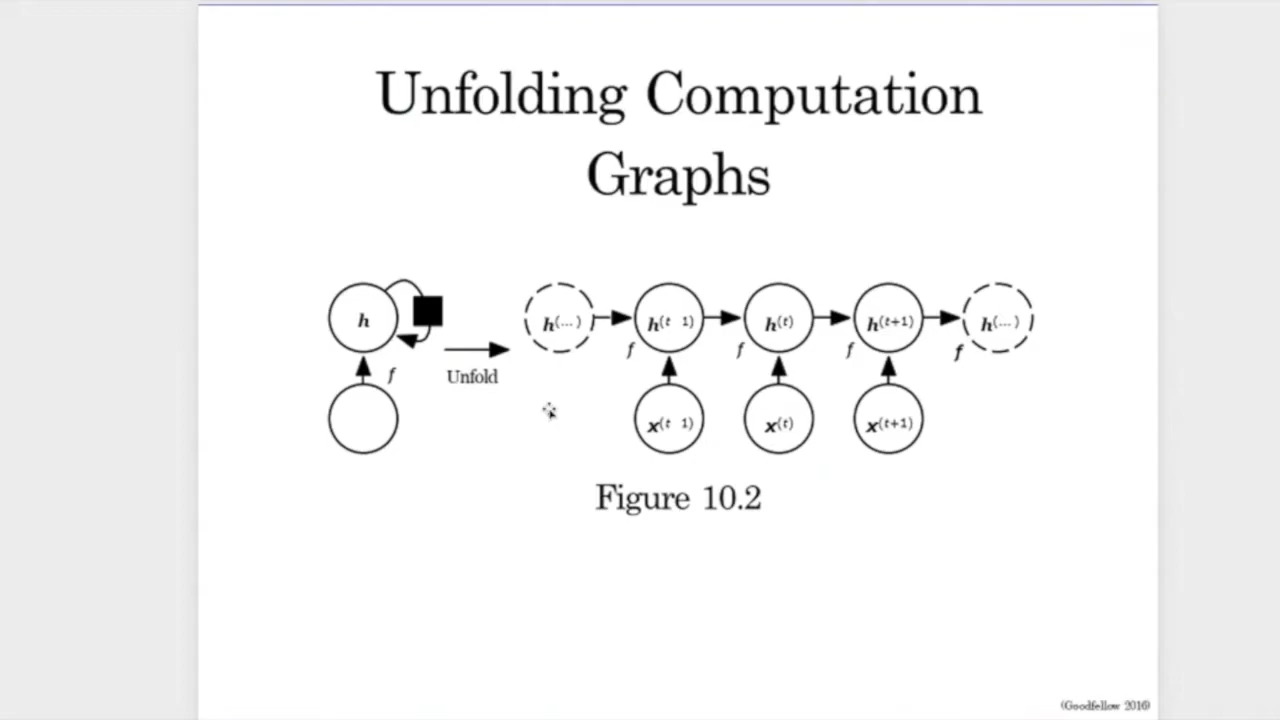 Unfolding Computation
Graphs
h
f
Unfold
h(...)
h(t 1)
h(t)
h(t+1)
h(...)
f
f
f
f
x(t 1)
x(t)
x(t+1)
Figure 10.2
(Goodfellow 2016)